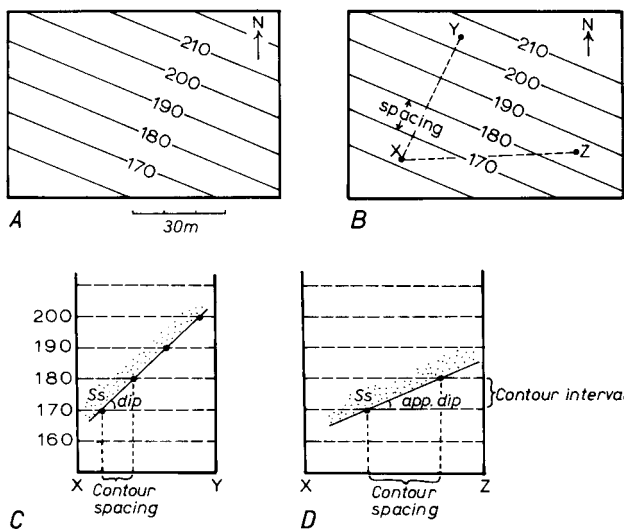 N
210
200
190
180
170
A
30m
N
Y
210
200
190
spacing
180
X
170
Z
B
200
190
180
170
160
Ss
dip
X
Y
Contour
spacing
C
Ss
app. dip
Contour interval
X
Z
Contour
spacing
D